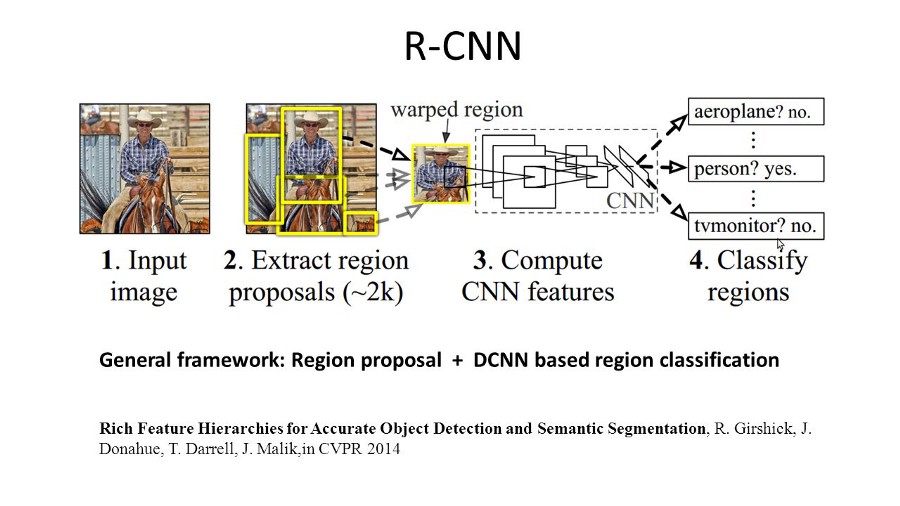 R-CNN
warped region
aeroplane? no.
person? yes.
CNN
tvmonitor? no.
1. Input
image
2. Extract region
proposals (~2k)
3. Compute
CNN features
4. Classify
regions
General framework: Region proposal + DCNN based region classification
Rich Feature Hierarchies for Accurate Object Detection and Semantic Segmentation, R. Girshick, J.
Donahue, T. Darrell, J. Malik,in CVPR 2014